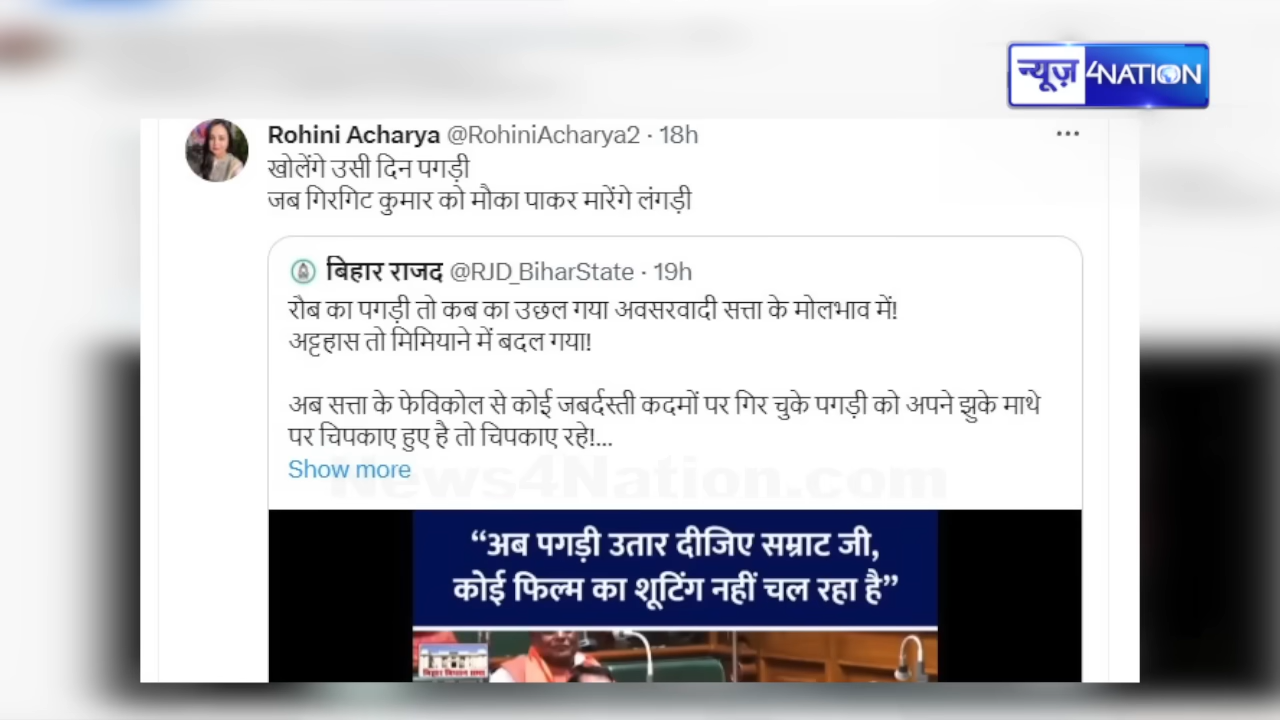 न्यूज़ 4NATION
Rohini Acharya @RohiniAcharya2 · 18h
खोलेंगे उसी दिन पगड़ी
जब गिरगिट कुमार को मौका पाकर मारेंगे लंगड़ी
बिहार राजद @RJD_BiharState · 19h
रौब का पगड़ी तो कब का उछल गया अवसरवादी सत्ता के मोलभाव में!
अट्टहास तो मिमियाने में बदल गया!
अब सत्ता के फेविकोल से कोई जबर्दस्ती कदमों पर गिर चुके पगड़ी को अपने झुके माथे
पर चिपकाए हुए है तो चिपकाए रहे!...
Show more
News4Nation.com
“अब पगड़ी उतार दीजिए सम्राट जी,
कोई फिल्म का शूटिंग नहीं चल रहा है”
बिहार विधान सभा